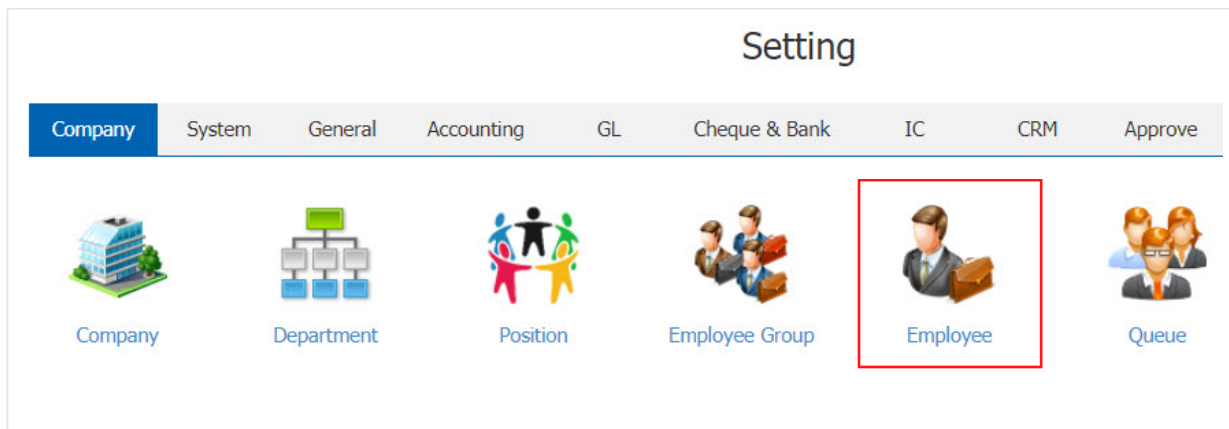 Setting
Company System General Accounting GL Cheque & Bank IC CRM Approve
Company Department Position Employee Group Employee Queue